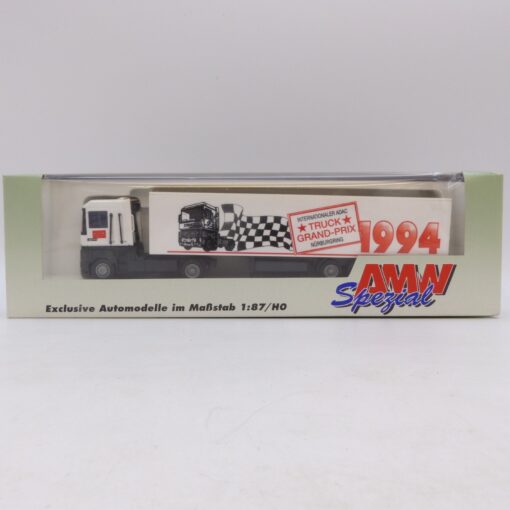 INTERNATIONALER ADAC
TRUCK
GRAND-PRIX
NÜRBURGRING
1994
AMW
Spezial
Exclusive Automodelle im Maßstab 1:87/HO